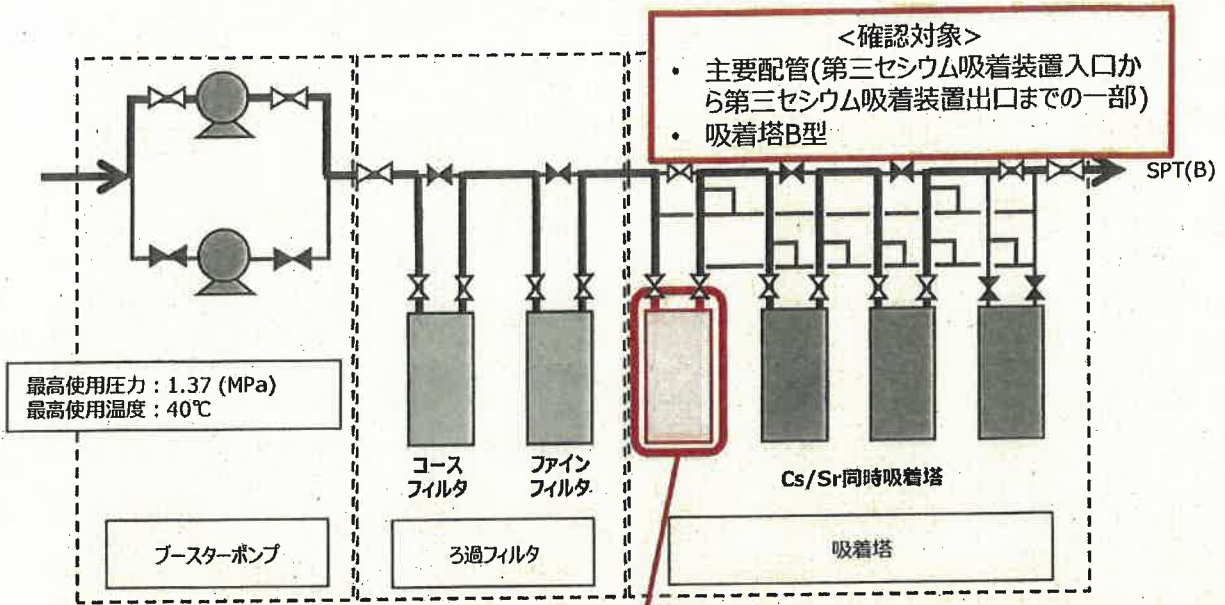 <確認対象>
• 主要配管(第三セシウム吸着装置入口か
ら第三セシウム吸着装置出口までの一部)
• 吸着塔B型
SPT(B)
最高使用圧力：1.37 (MPa)
最高使用温度：40℃
コース
フィルタ
ファイン
フィルタ
Cs/Sr同時吸着塔
ブースターポンプ
ろ過フィルタ
吸着塔